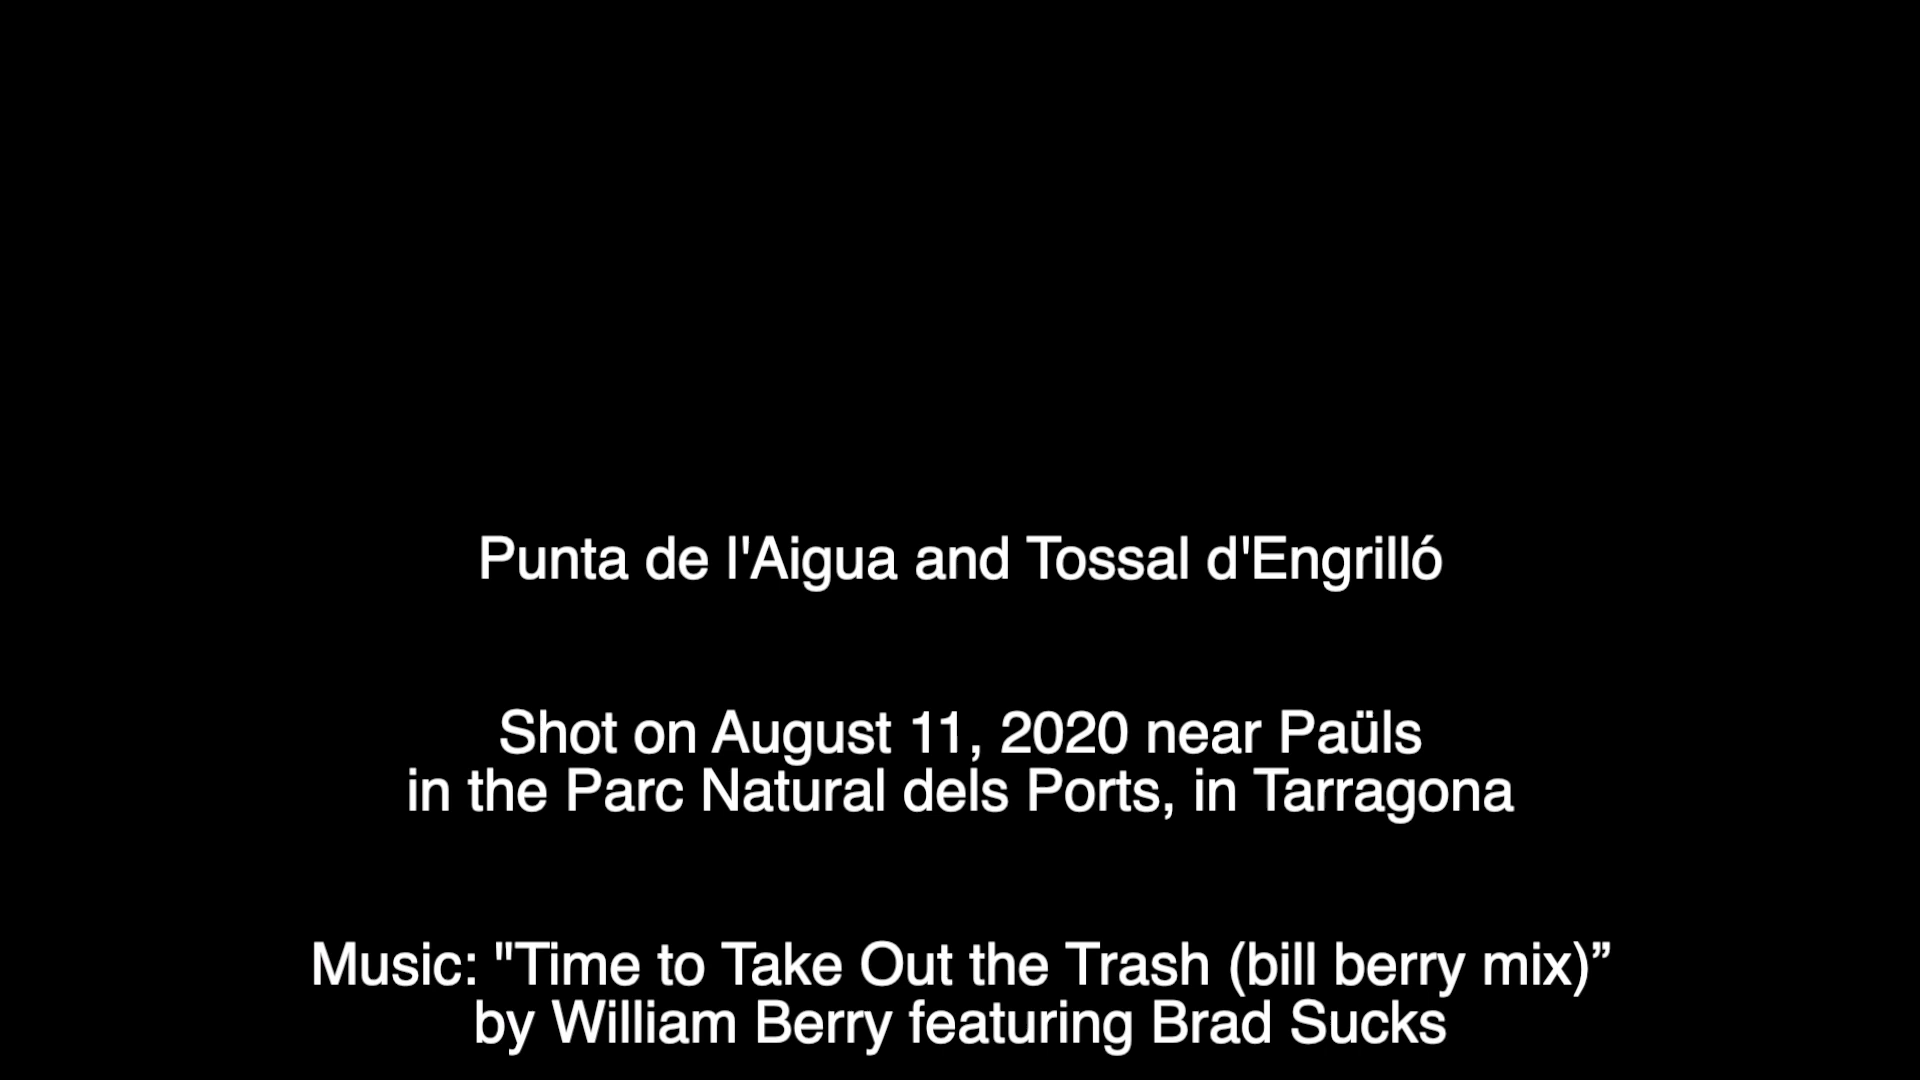 Punta de l'Aigua and Tossal d'Engrilló
Shot on August 11, 2020 near Paüls
in the Parc Natural dels Ports, in Tarragona
Music: "Time to Take Out the Trash (bill berry mix)”
by William Berry featuring Brad Sucks